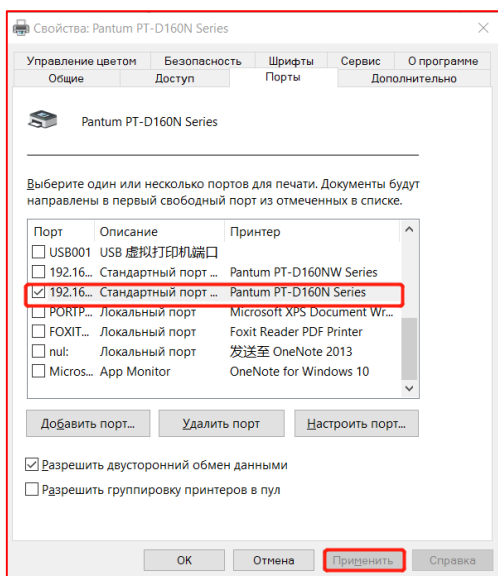 Свойства: Pantum PT-D160N Series
Управление цветом Безопасность Шрифты Сервис О программе
Общие Доступ Порты Дополнительно
Pantum PT-D160N Series
Выберите один или несколько портов для печати. Документы будут
направлены в первый свободный порт из отмеченных в списке.
Порт Описание Принтер
USB001 USB 虚拟打印机端口
192.16... Стандартный порт ... Pantum PT-D160NW Series
192.16... Стандартный порт ... Pantum PT-D160N Series
PORTP... Локальный порт Microsoft XPS Document Wr...
FOXIT... Локальный порт Foxit Reader PDF Printer
nul: Локальный порт 发送至 OneNote 2013
Micros... App Monitor OneNote for Windows 10
Добавить порт... Удалить порт Настроить порт...
Разрешить двусторонний обмен данными
Разрешить группировку принтеров в пул
OK Отмена Применить Справка